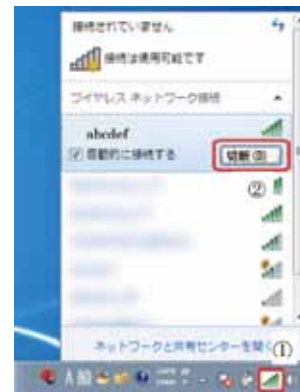 接続されていません
接続は使用可能です
ワイヤレス ネットワーク接続
abcdef
自動的に接続する
切断(D)
②
ネットワークと共有センターを開く
①
A 般